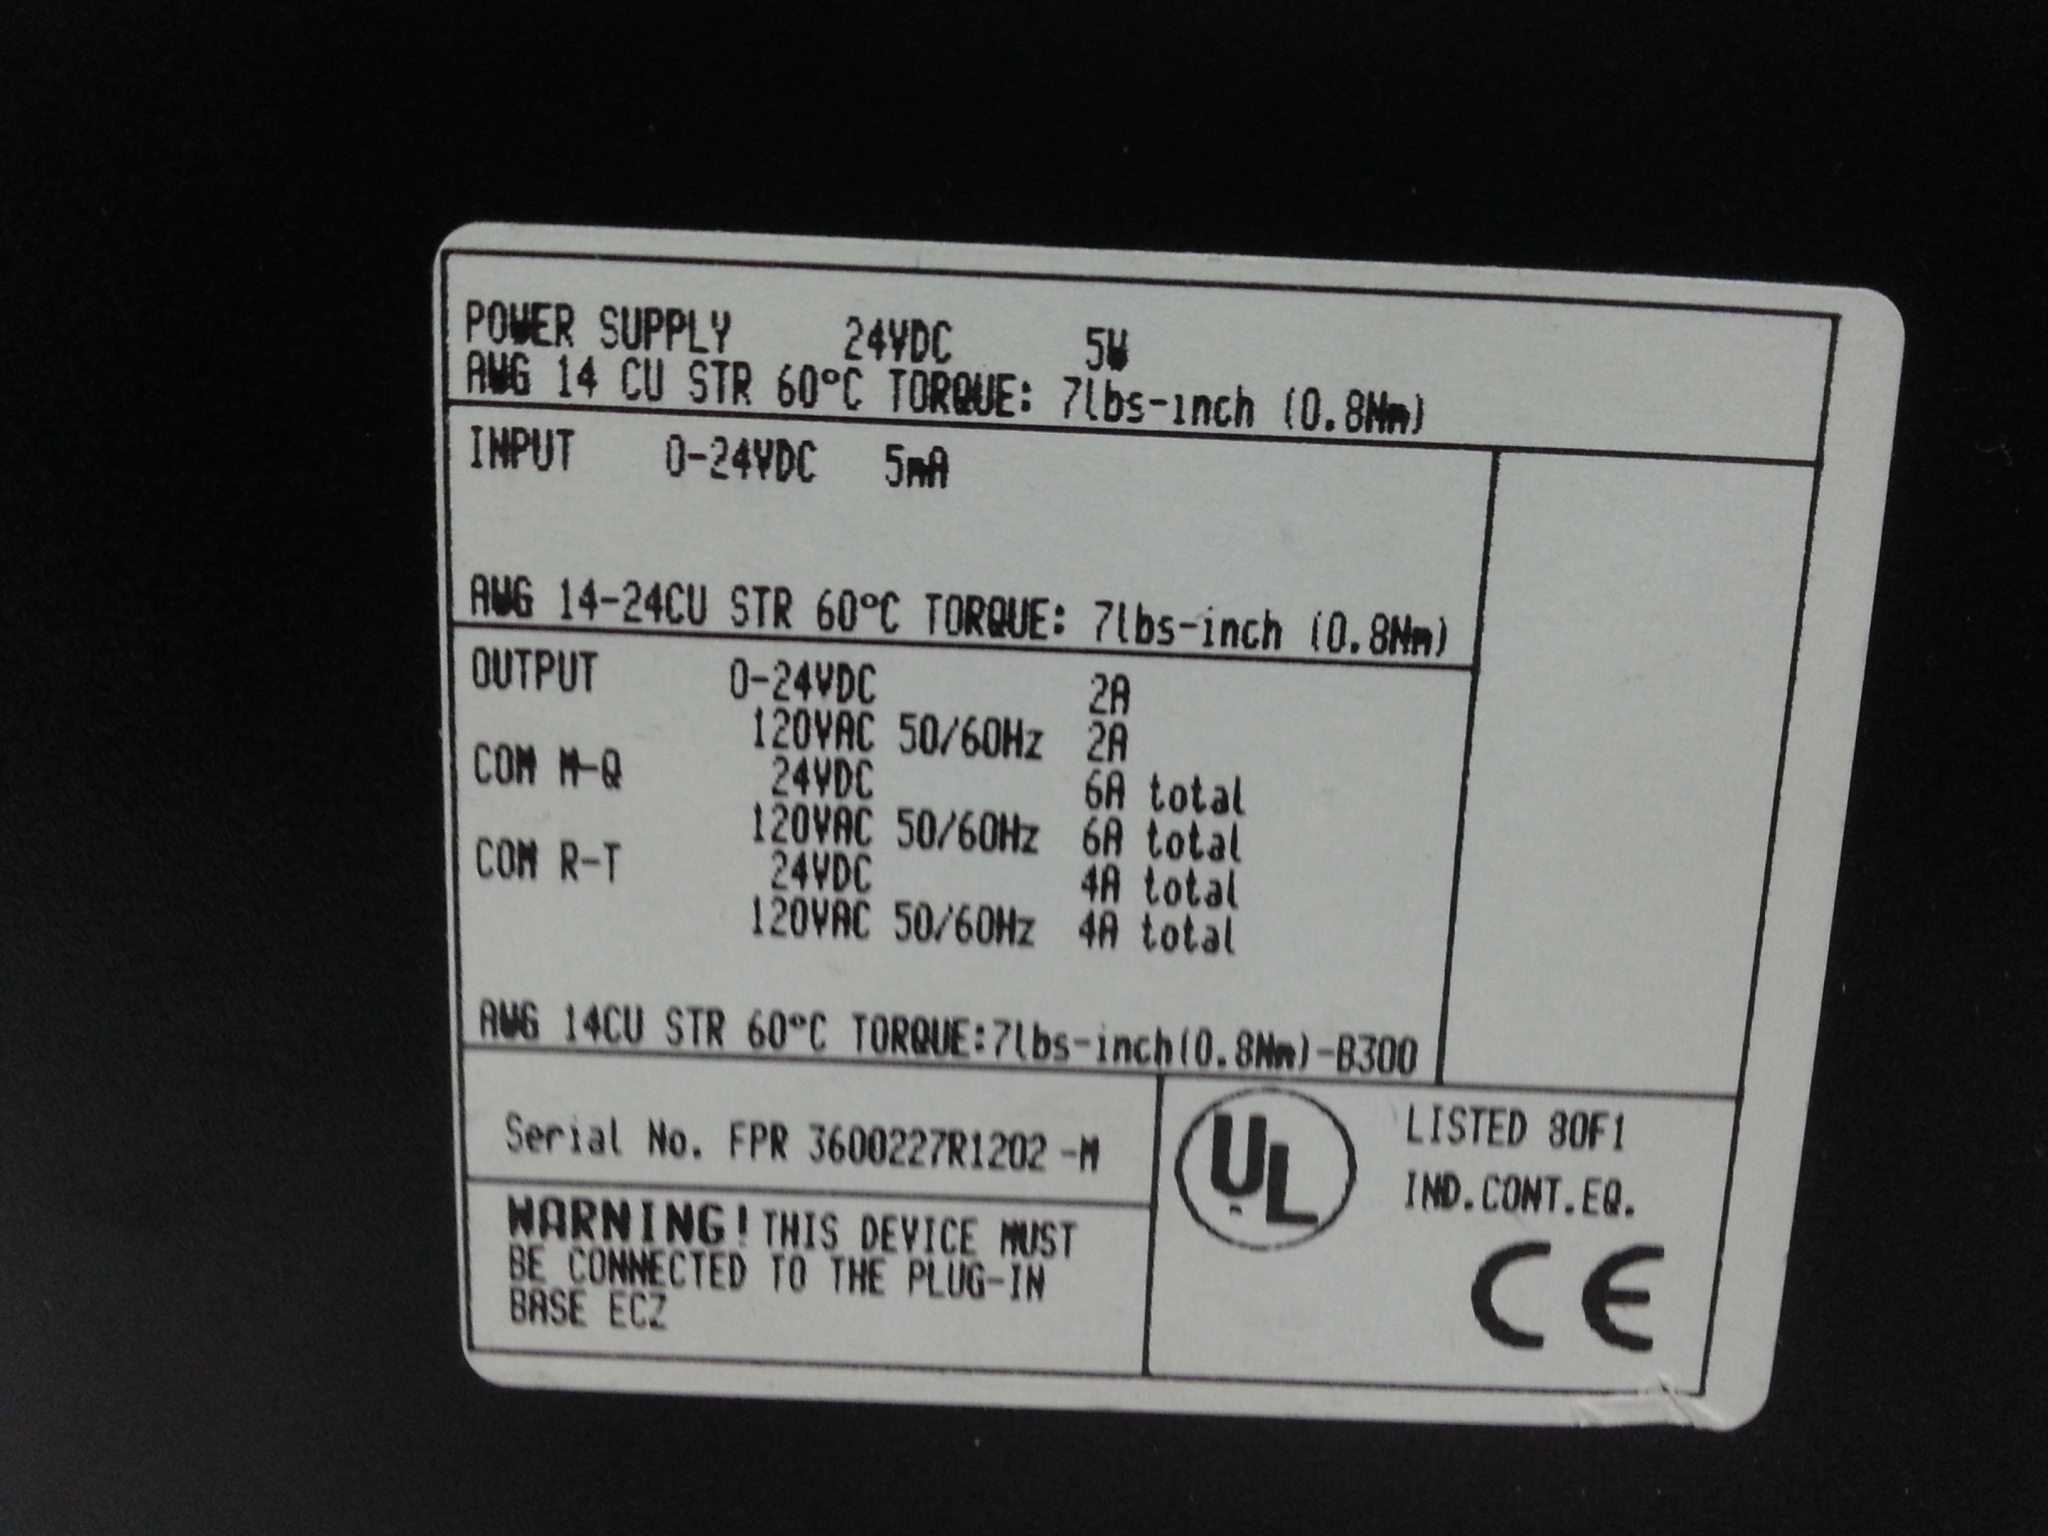 POWER SUPPLY 24VDC 5W
AWG 14 CU STR 60°C TORQUE: 7lbs-inch (0.8Nm)
INPUT 0-24VDC 5mA
AWG 14-24CU STR 60°C TORQUE: 7lbs-inch (0.8Nm)
OUTPUT 0-24VDC 2A
120VAC 50/60Hz 2A
COM M-Q 24VDC 6A total
120VAC 50/60Hz 6A total
COM R-T 24VDC 4A total
120VAC 50/60Hz 4A total
AWG 14CU STR 60°C TORQUE:7lbs-inch(0.8Nm)-B300
Serial No. FPR 3600227R1202 -M
WARNING! THIS DEVICE MUST
BE CONNECTED TO THE PLUG-IN
BASE ECZ
UL
LISTED 80F1
IND.CONT.EQ.
CE